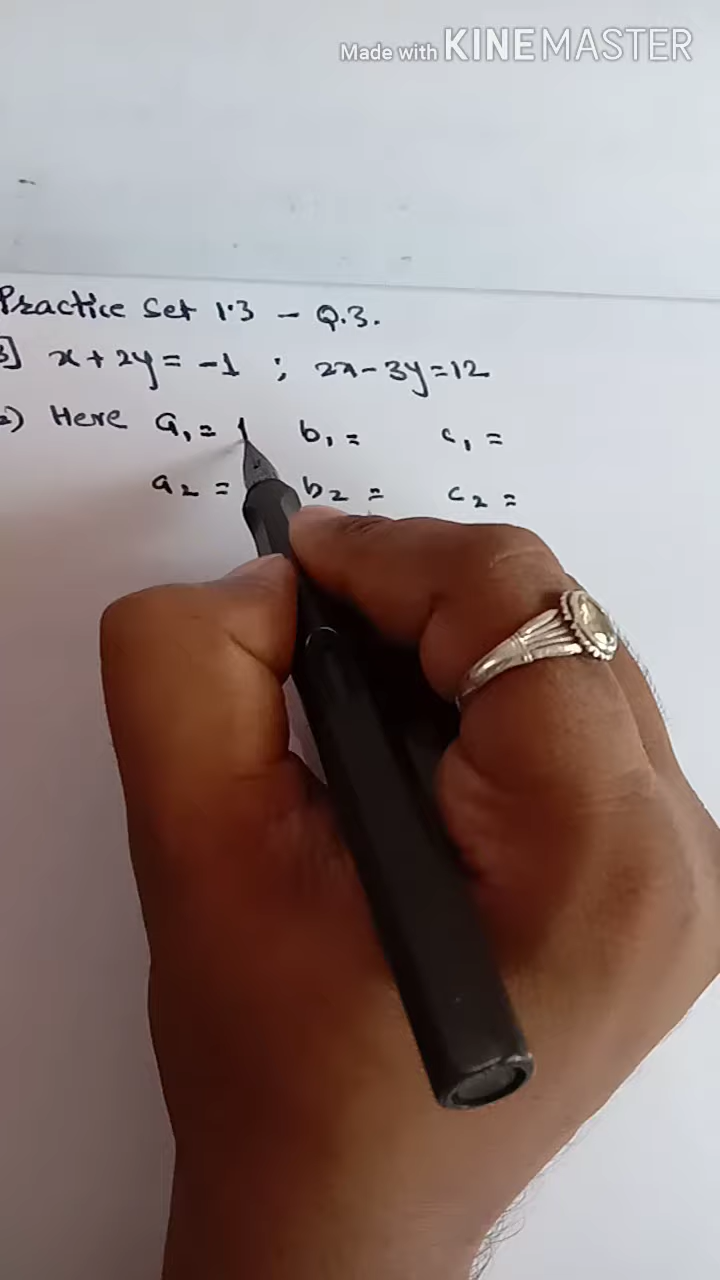 Made with KINEMASTER
Practice Set 1.3 - Q.3.
3] x + 2y = -1 ; 2x - 3y = 12
Here a₁ = 1 b₁ = c₁ =
a₂ = b₂ = c₂ =